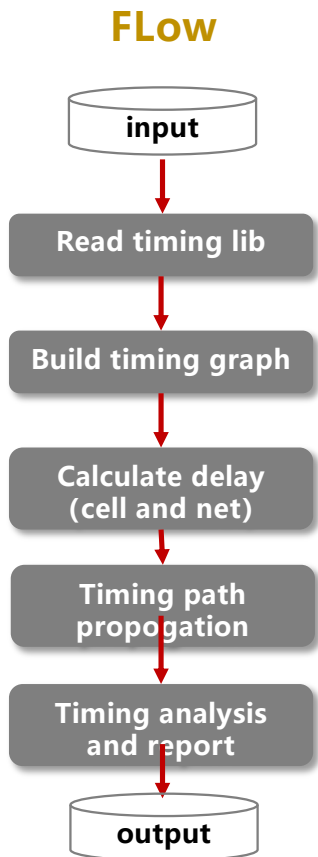 FLow
input
Read timing lib
Build timing graph
Calculate delay
(cell and net)
Timing path
propogation
Timing analysis
and report
output